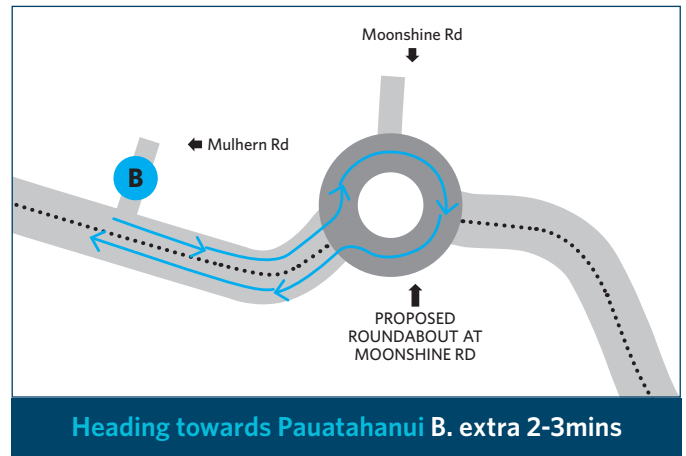 Moonshine Rd
Mulhern Rd
B
PROPOSED
ROUNDABOUT AT
MOONSHINE RD
Heading towards Pauatahanui B. extra 2-3mins